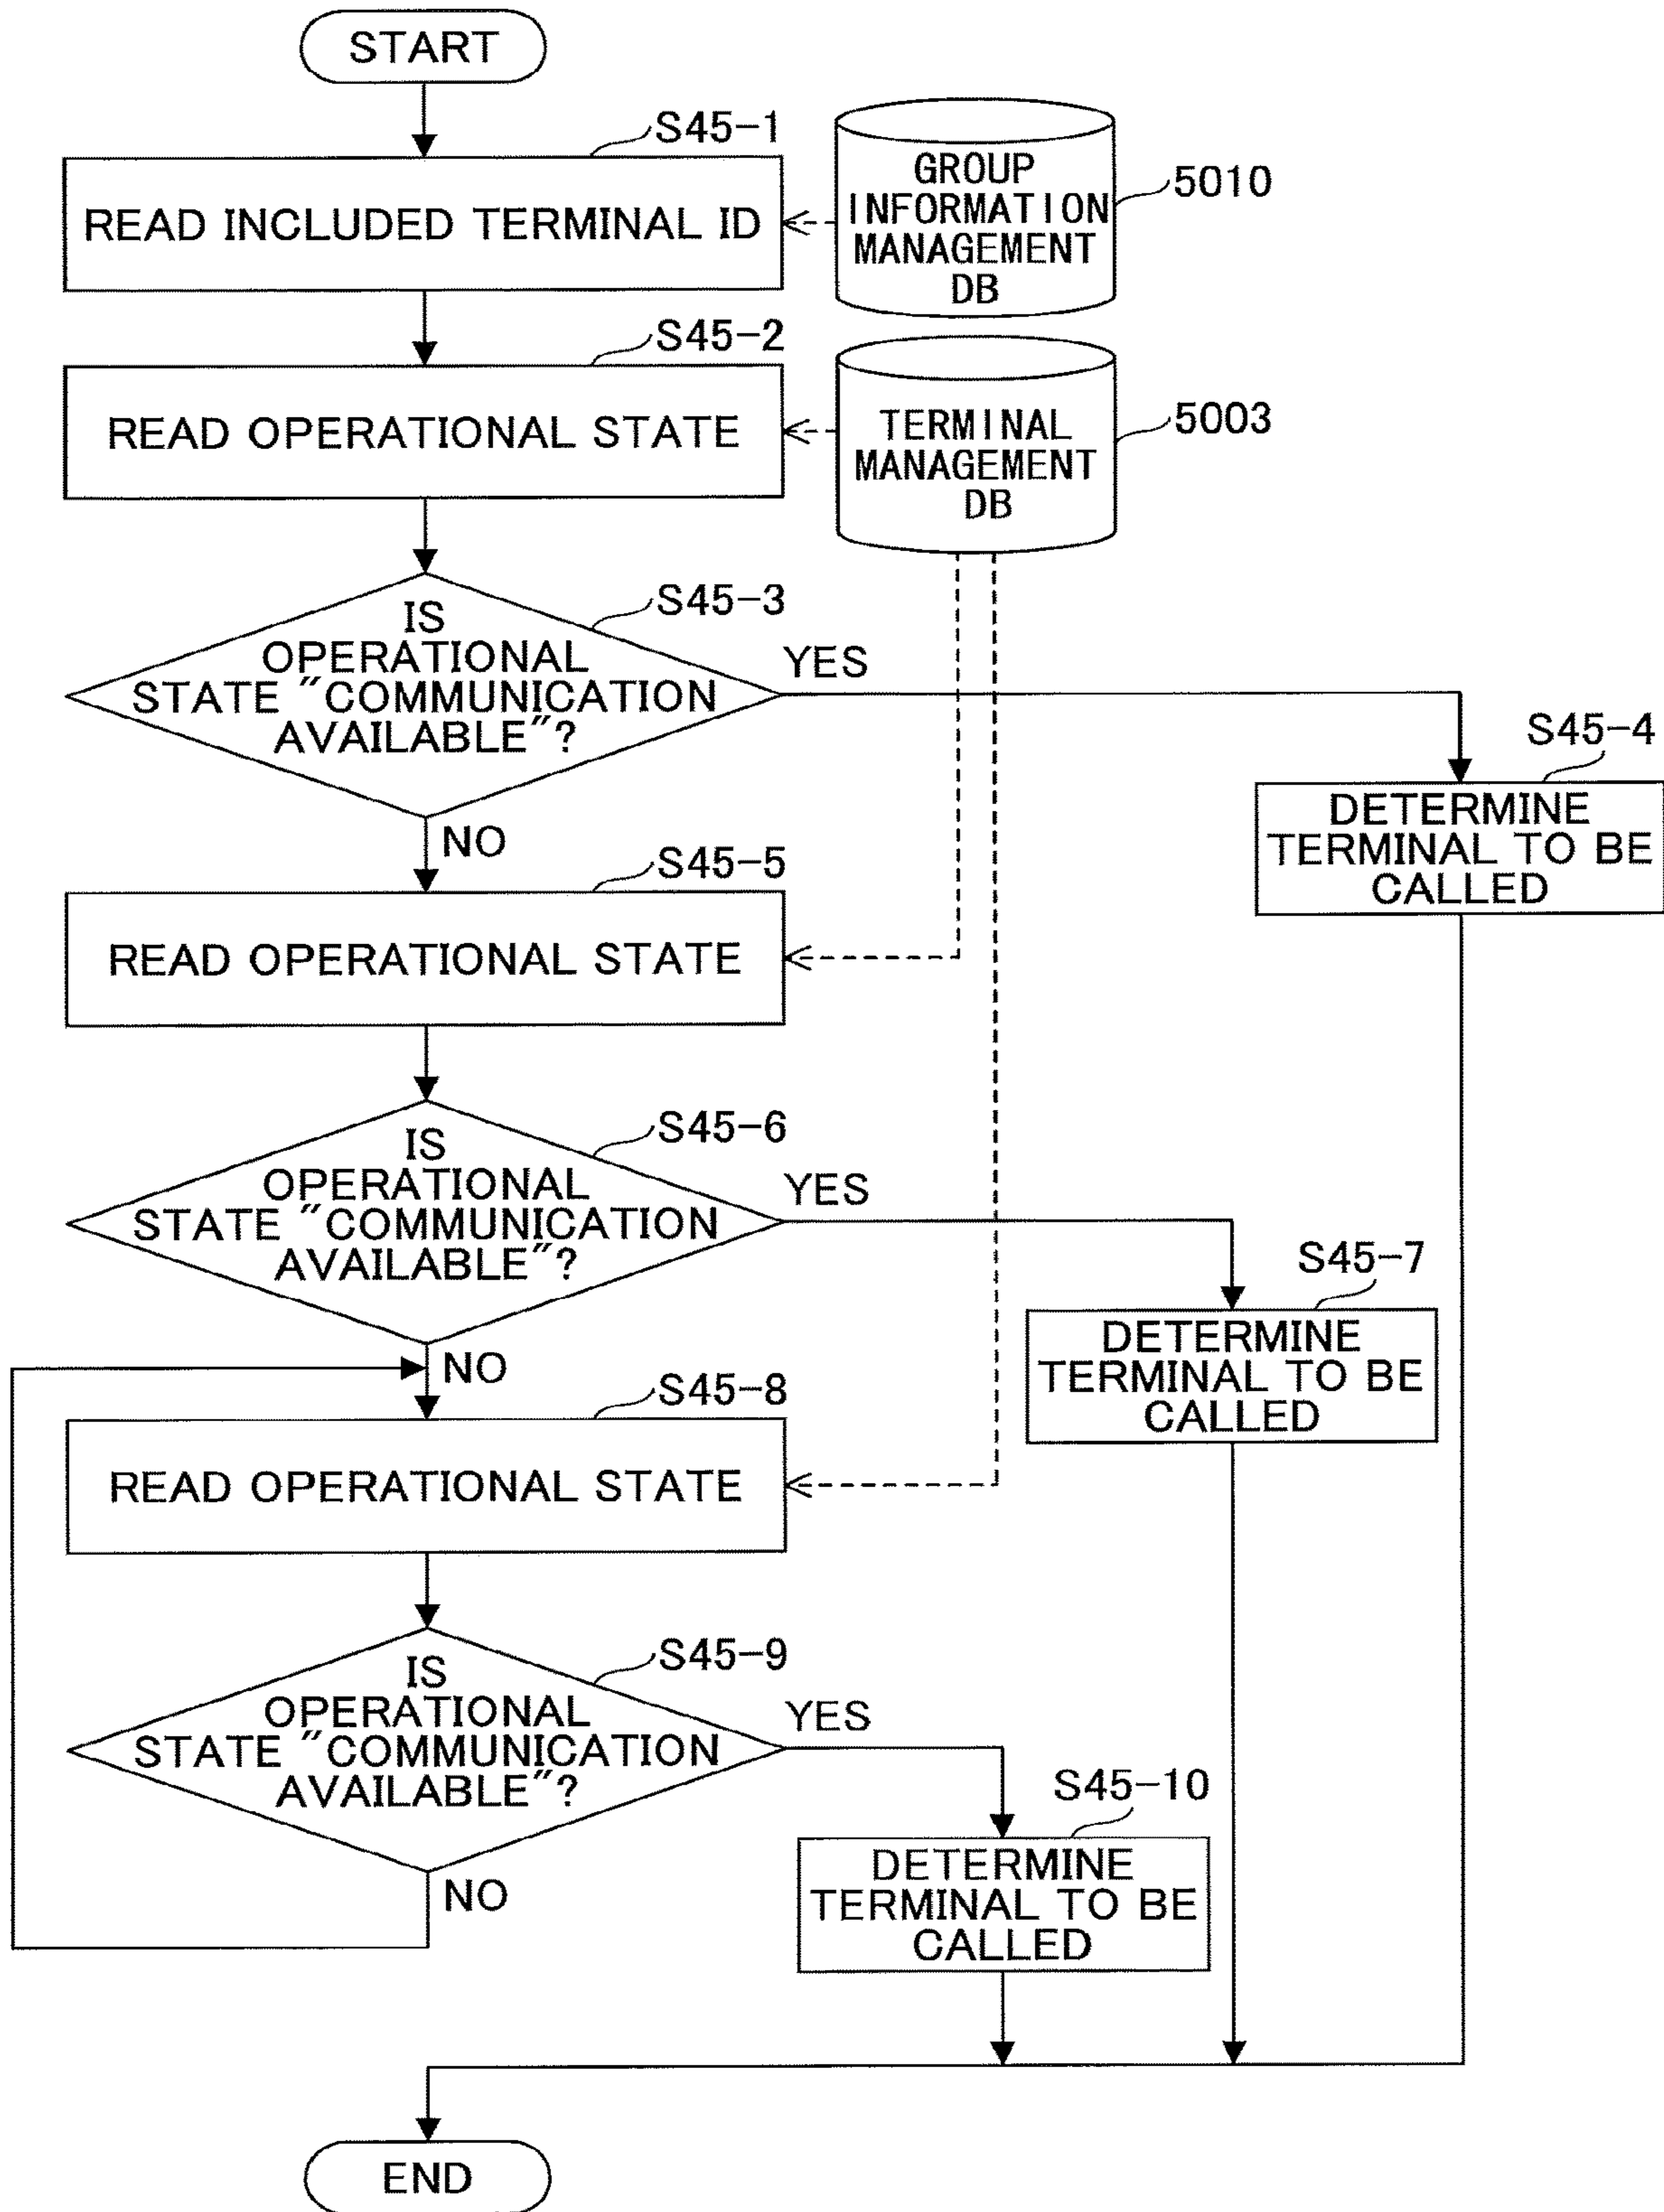 START
S45-1
READ INCLUDED TERMINAL ID
GROUP
INFORMATION
MANAGEMENT
DB
5010
S45-2
READ OPERATIONAL STATE
TERMINAL
MANAGEMENT
DB
5003
S45-3
IS
OPERATIONAL
STATE "COMMUNICATION
AVAILABLE"?
YES
NO
S45-4
DETERMINE
TERMINAL TO BE
CALLED
S45-5
READ OPERATIONAL STATE
S45-6
IS
OPERATIONAL
STATE "COMMUNICATION
AVAILABLE"?
YES
NO
S45-7
DETERMINE
TERMINAL TO BE
CALLED
S45-8
READ OPERATIONAL STATE
S45-9
IS
OPERATIONAL
STATE "COMMUNICATION
AVAILABLE"?
YES
NO
S45-10
DETERMINE
TERMINAL TO BE
CALLED
END